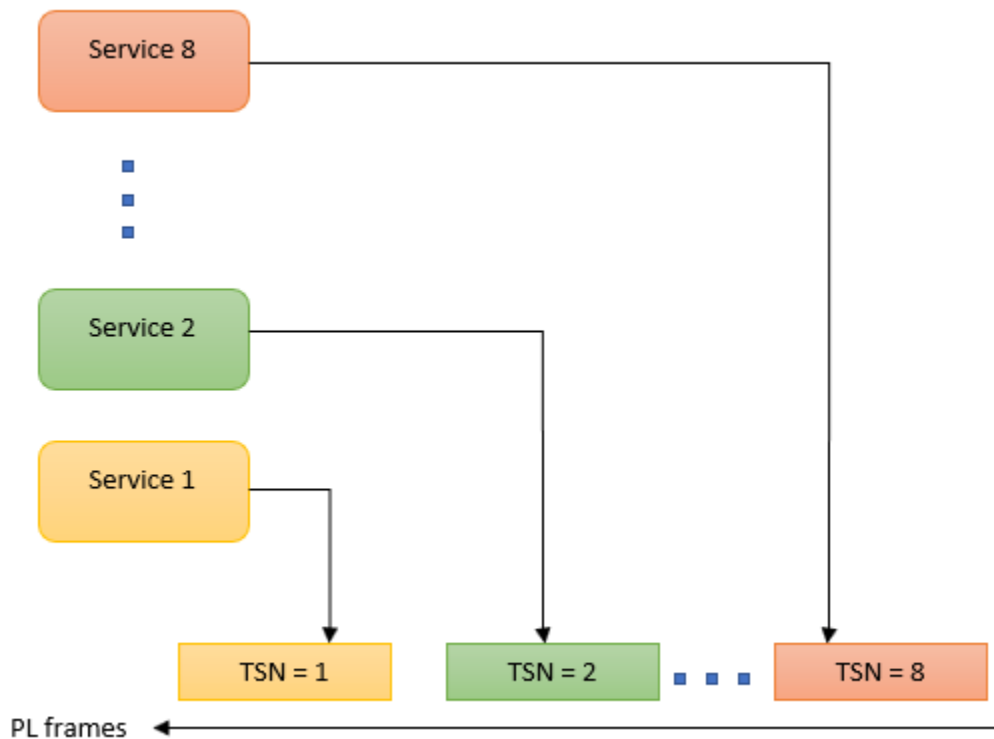 Service 8
Service 2
Service 1
TSN = 1
TSN = 2
TSN = 8
PL frames